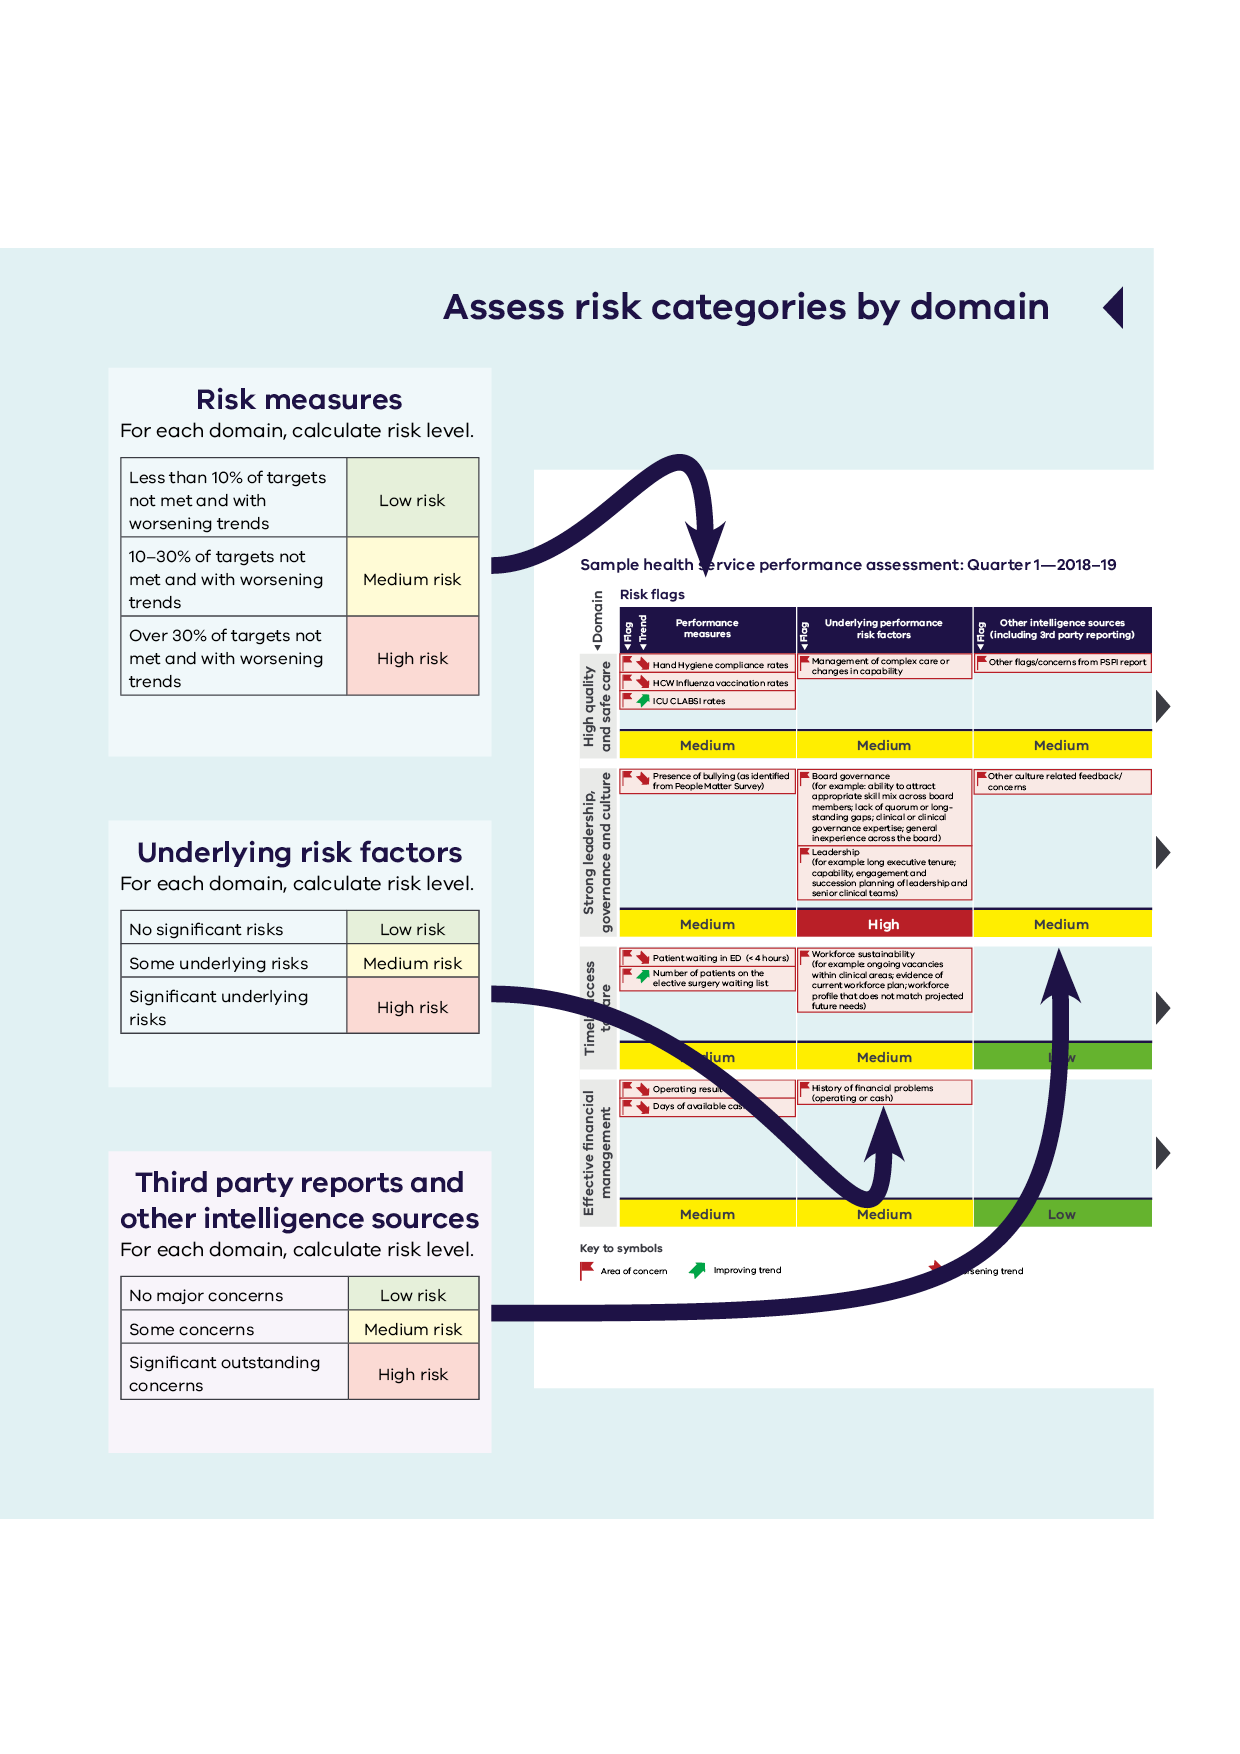 Assess risk categories by domain
Risk measures
For each domain, calculate risk level.
Less than 10% of targets
not met and with
worsening trends
Low risk
10–30% of targets not
met and with worsening
trends
Medium risk
Over 30% of targets not
met and with worsening
trends
High risk
Underlying risk factors
For each domain, calculate risk level.
No significant risks
Low risk
Some underlying risks
Medium risk
Significant underlying
risks
High risk
Third party reports and
other intelligence sources
For each domain, calculate risk level.
No major concerns
Low risk
Some concerns
Medium risk
Significant outstanding
concerns
High risk
Sample health service performance assessment: Quarter 1—2018–19
Domain
Risk flags
Flag
Trend
Performance
measures
Flag
Underlying performance
risk factors
Flag
Other intelligence sources
(including 3rd party reporting)
High quality
and safe care
Hand Hygiene compliance rates
HCW Influenza vaccination rates
ICU CLABSI rates
Management of complex care or
changes in capability
Other flags/concerns from PSPI report
Medium
Medium
Medium
Strong leadership,
governance and culture
Presence of bullying (as identified
from People Matter Survey)
Board governance
(for example: ability to attract
appropriate skill mix across board
members; lack of quorum or long-
standing gaps; clinical or clinical
governance expertise; general
inexperience across the board)
Leadership
(for example: long executive tenure;
capability, engagement and
succession planning of leadership and
senior clinical teams)
Other culture related feedback/
concerns
Medium
High
Medium
Timely access
to care
Patient waiting in ED (< 4 hours)
Number of patients on the
elective surgery waiting list
Workforce sustainability
(for example: ongoing vacancies
within clinical areas; evidence of
current workforce plan; workforce
profile that does not match projected
future needs)
Medium
Medium
Low
Effective financial
management
Operating result
Days of available cash
History of financial problems
(operating or cash)
Medium
Medium
Low
Key to symbols
Area of concern
Improving trend
Worsening trend